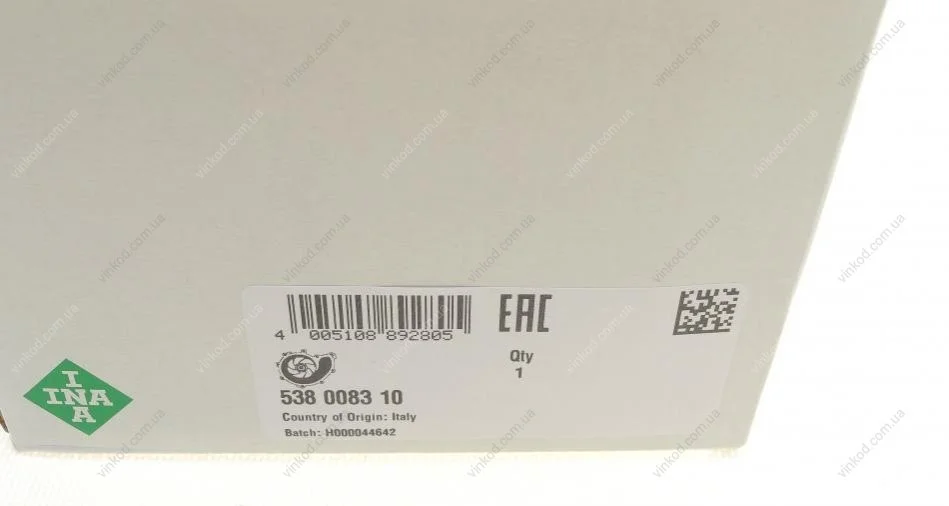 4 005108 892805
EAC
Qty
1
538 0083 10
Country of Origin: Italy
Batch: H000044642
INA
INA
vinkod.com.ua